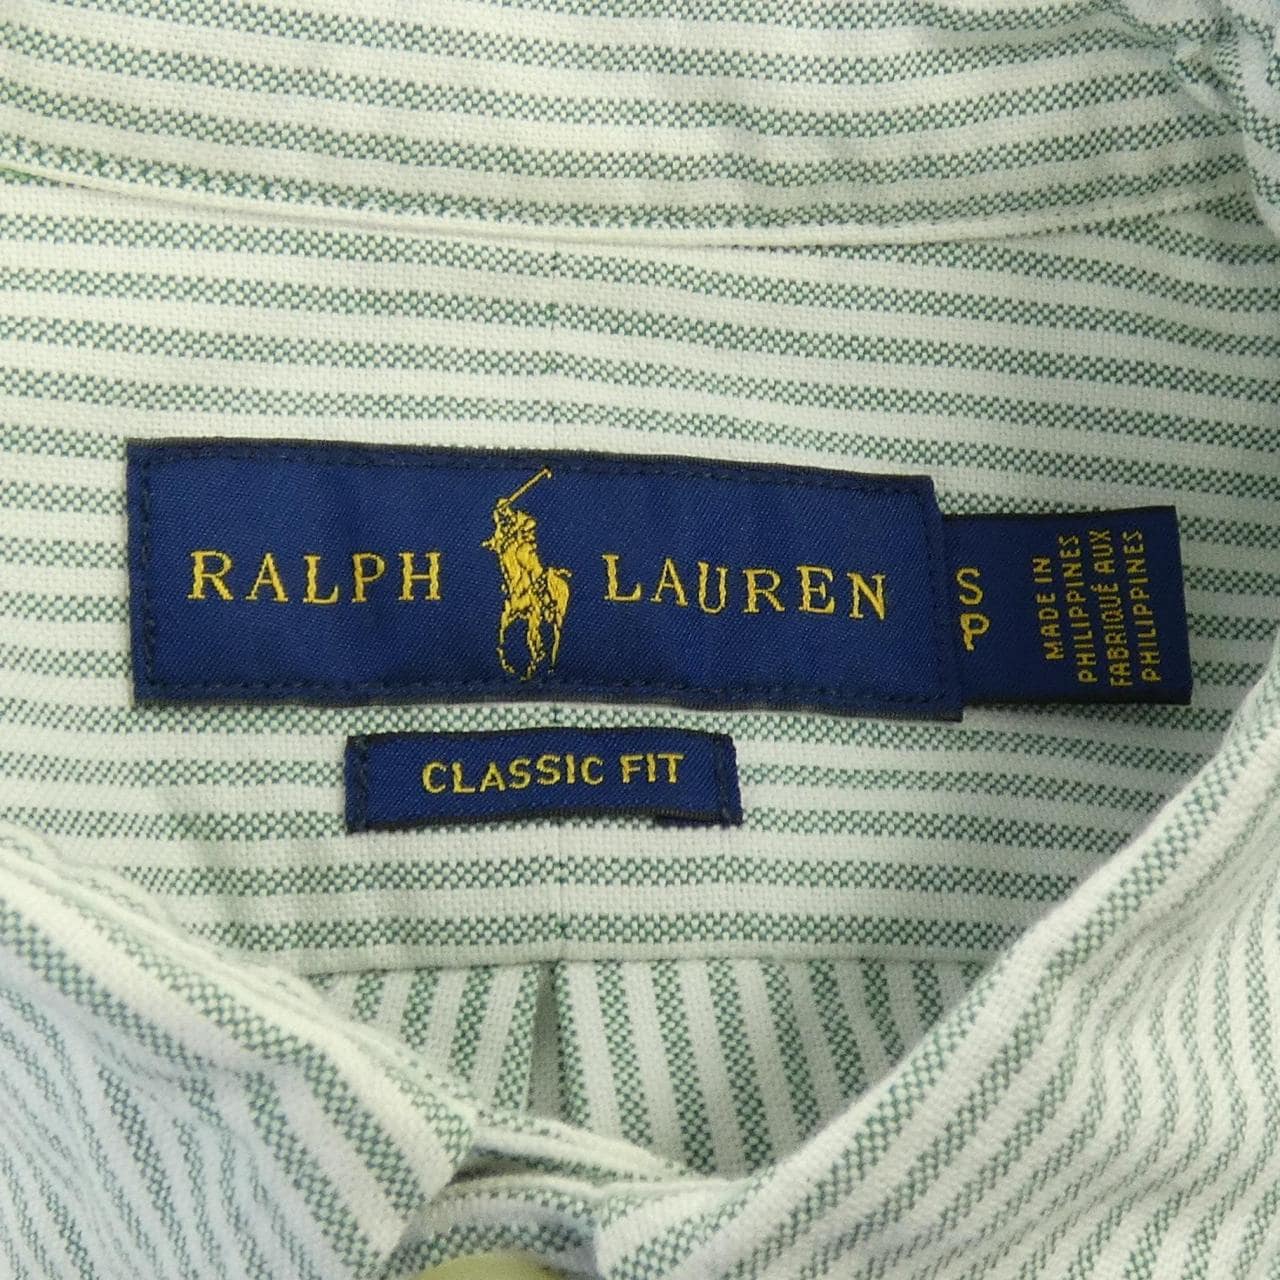 RALPH LAUREN
S
P
MADE IN
PHILIPPINES
FABRIQUÉ AUX
PHILIPPINES
CLASSIC FIT